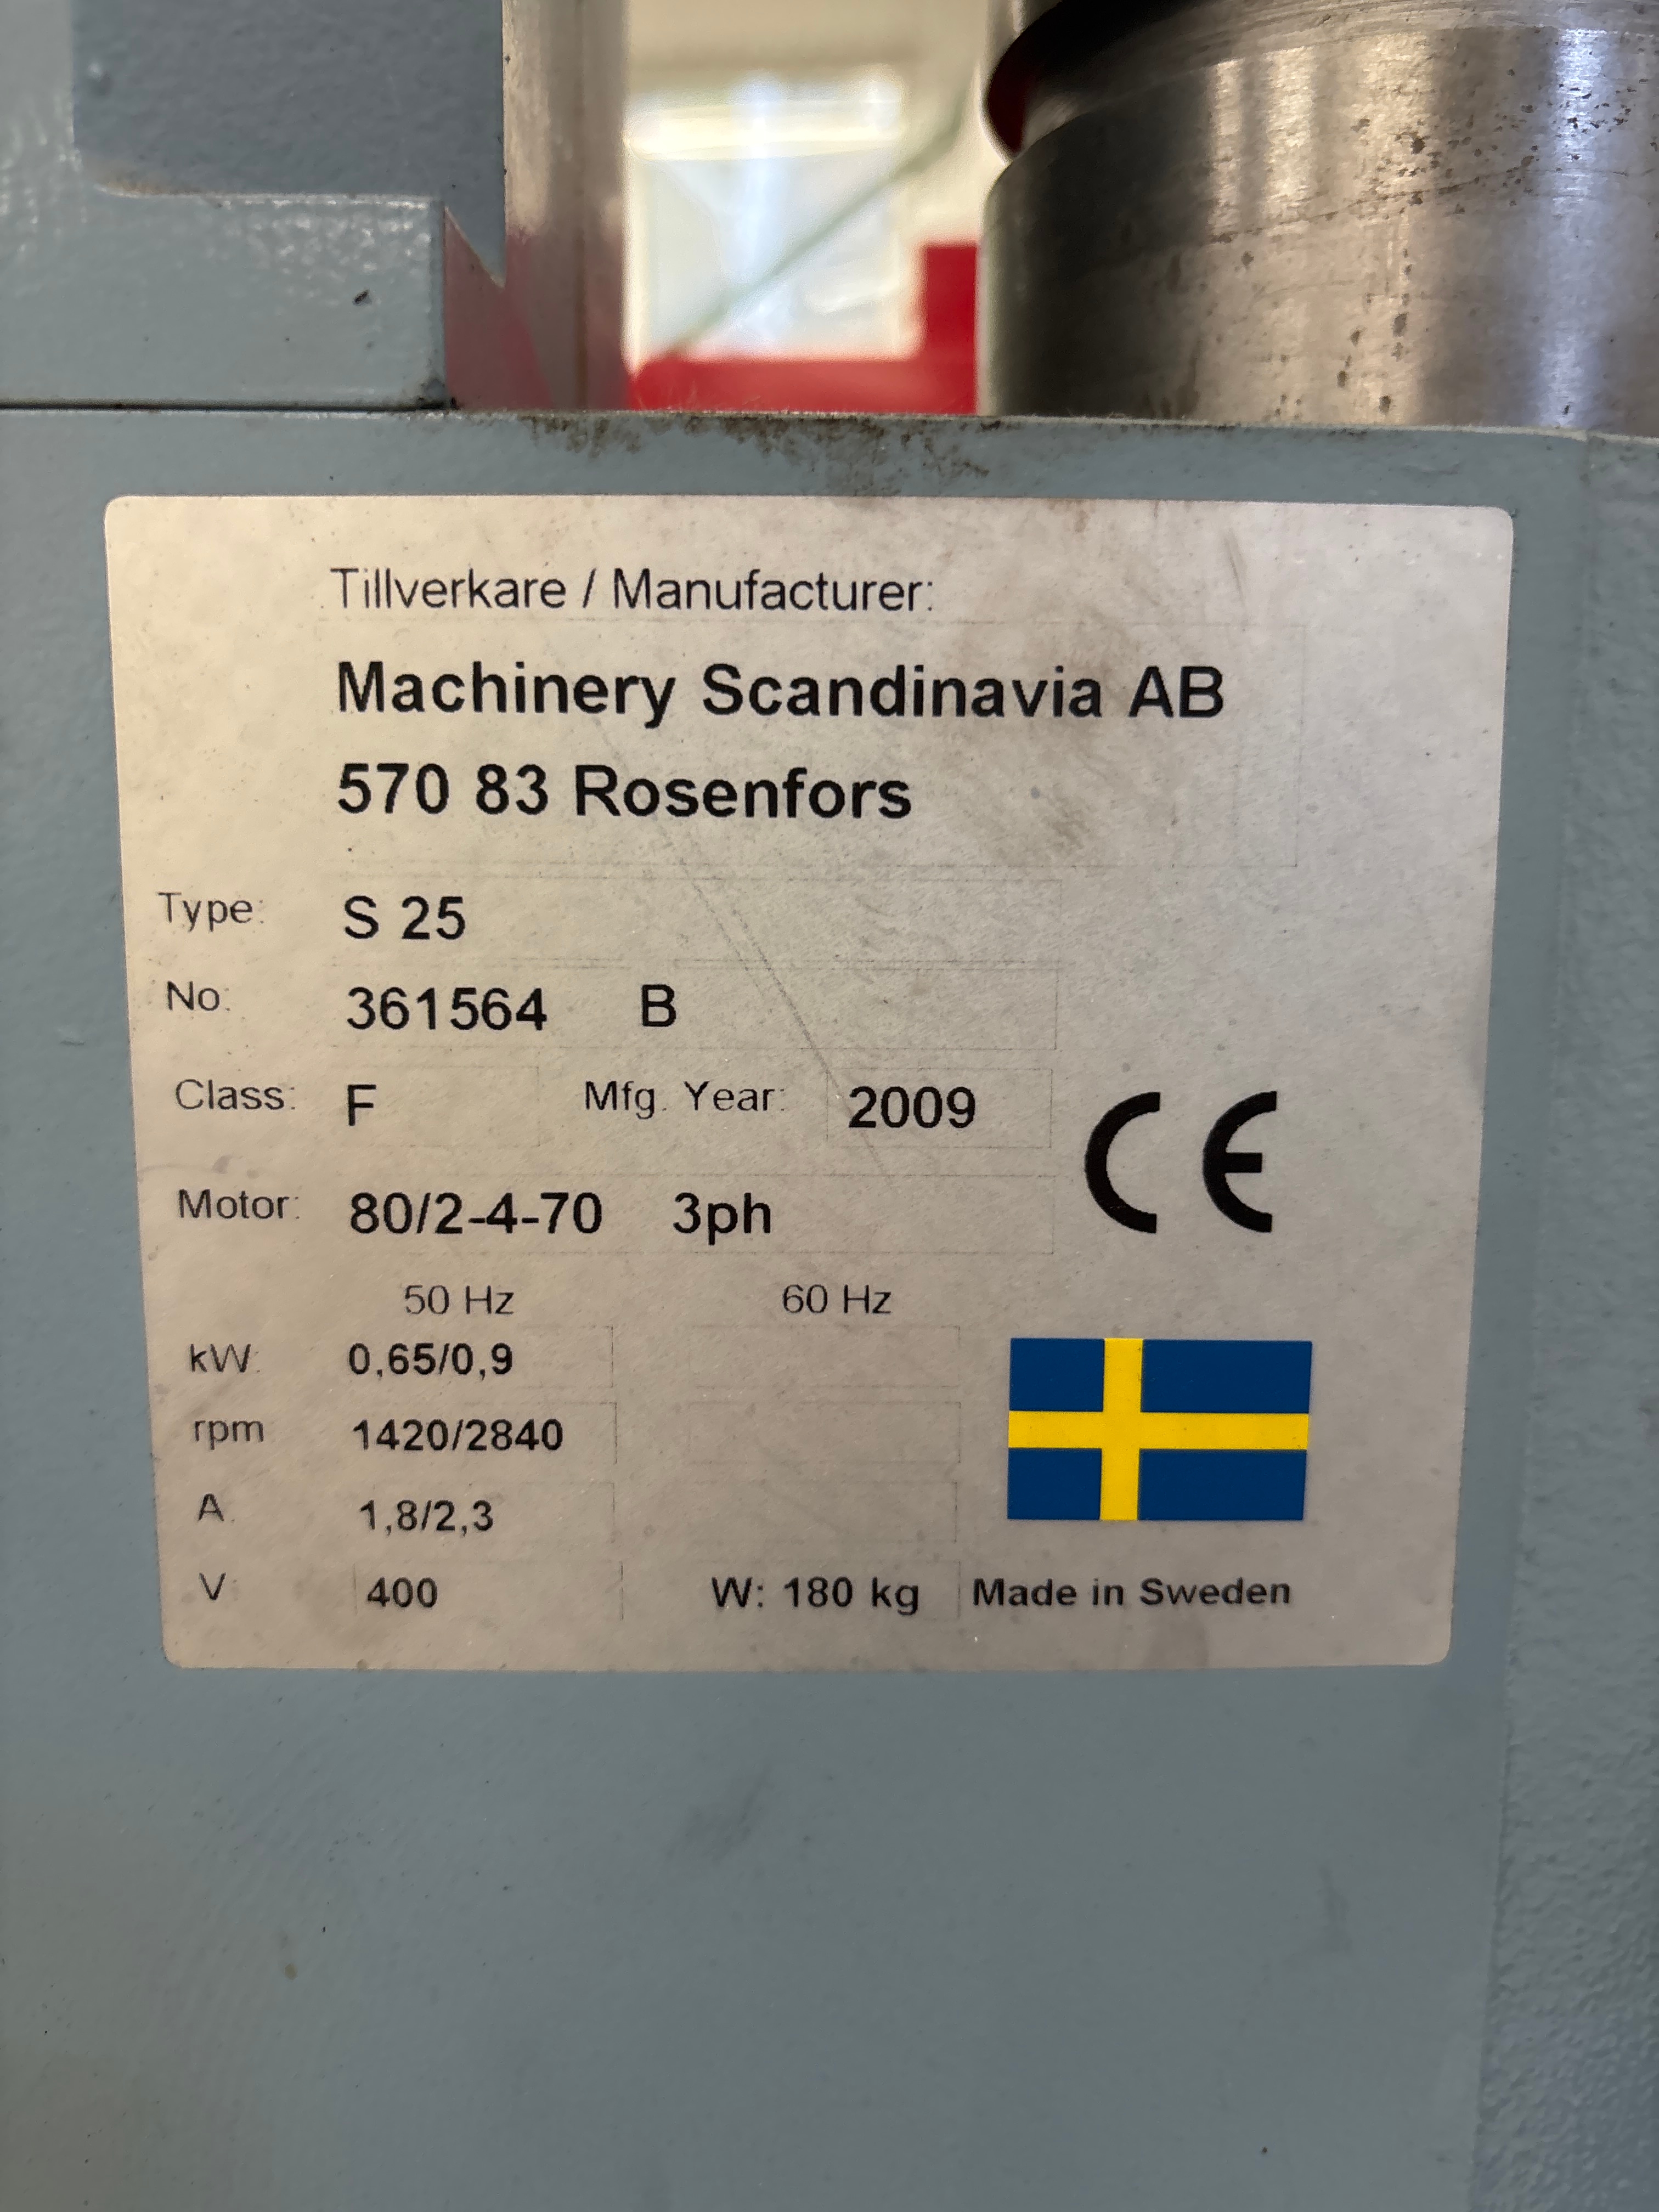 Tillverkare / Manufacturer:
Machinery Scandinavia AB
570 83 Rosenfors
Type: S 25
No: 361564 B
Class: F Mfg. Year: 2009
CE
Motor: 80/2-4-70 3ph
50 Hz 60 Hz
kW: 0,65/0,9
rpm 1420/2840
A: 1,8/2,3
V: 400 W: 180 kg Made in Sweden